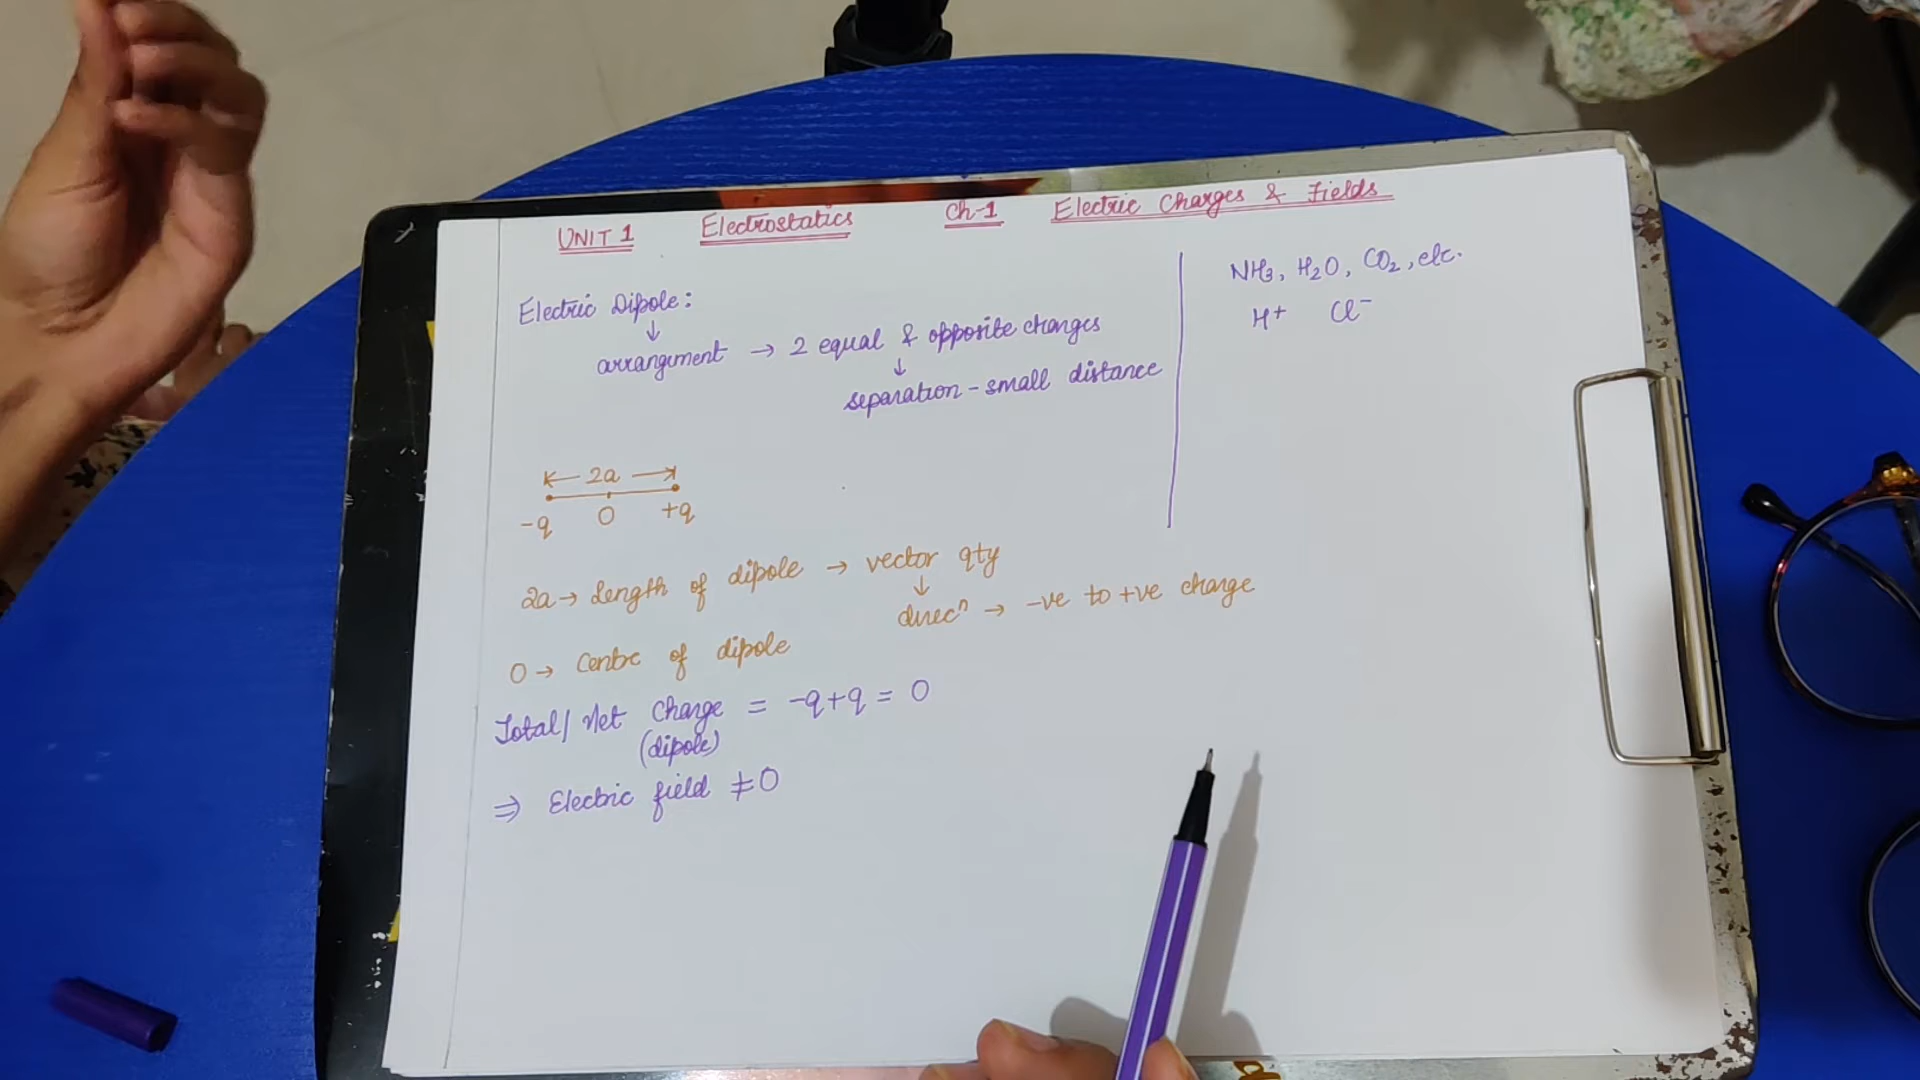 UNIT 1 Electrostatics Ch-1 Electric Charges & Fields
Electric Dipole:
↓
arrangement → 2 equal & opposite charges
↓
separation - small distance
NH3, H2O, CO2, etc.
H+ Cl-
← 2a →
-q O +q
2a → Length of dipole → vector qty
↓
direcⁿ → -ve to +ve charge
O → Centre of dipole
Total/Net Charge = -q+q = 0
(dipole)
⇒ Electric field ≠ 0